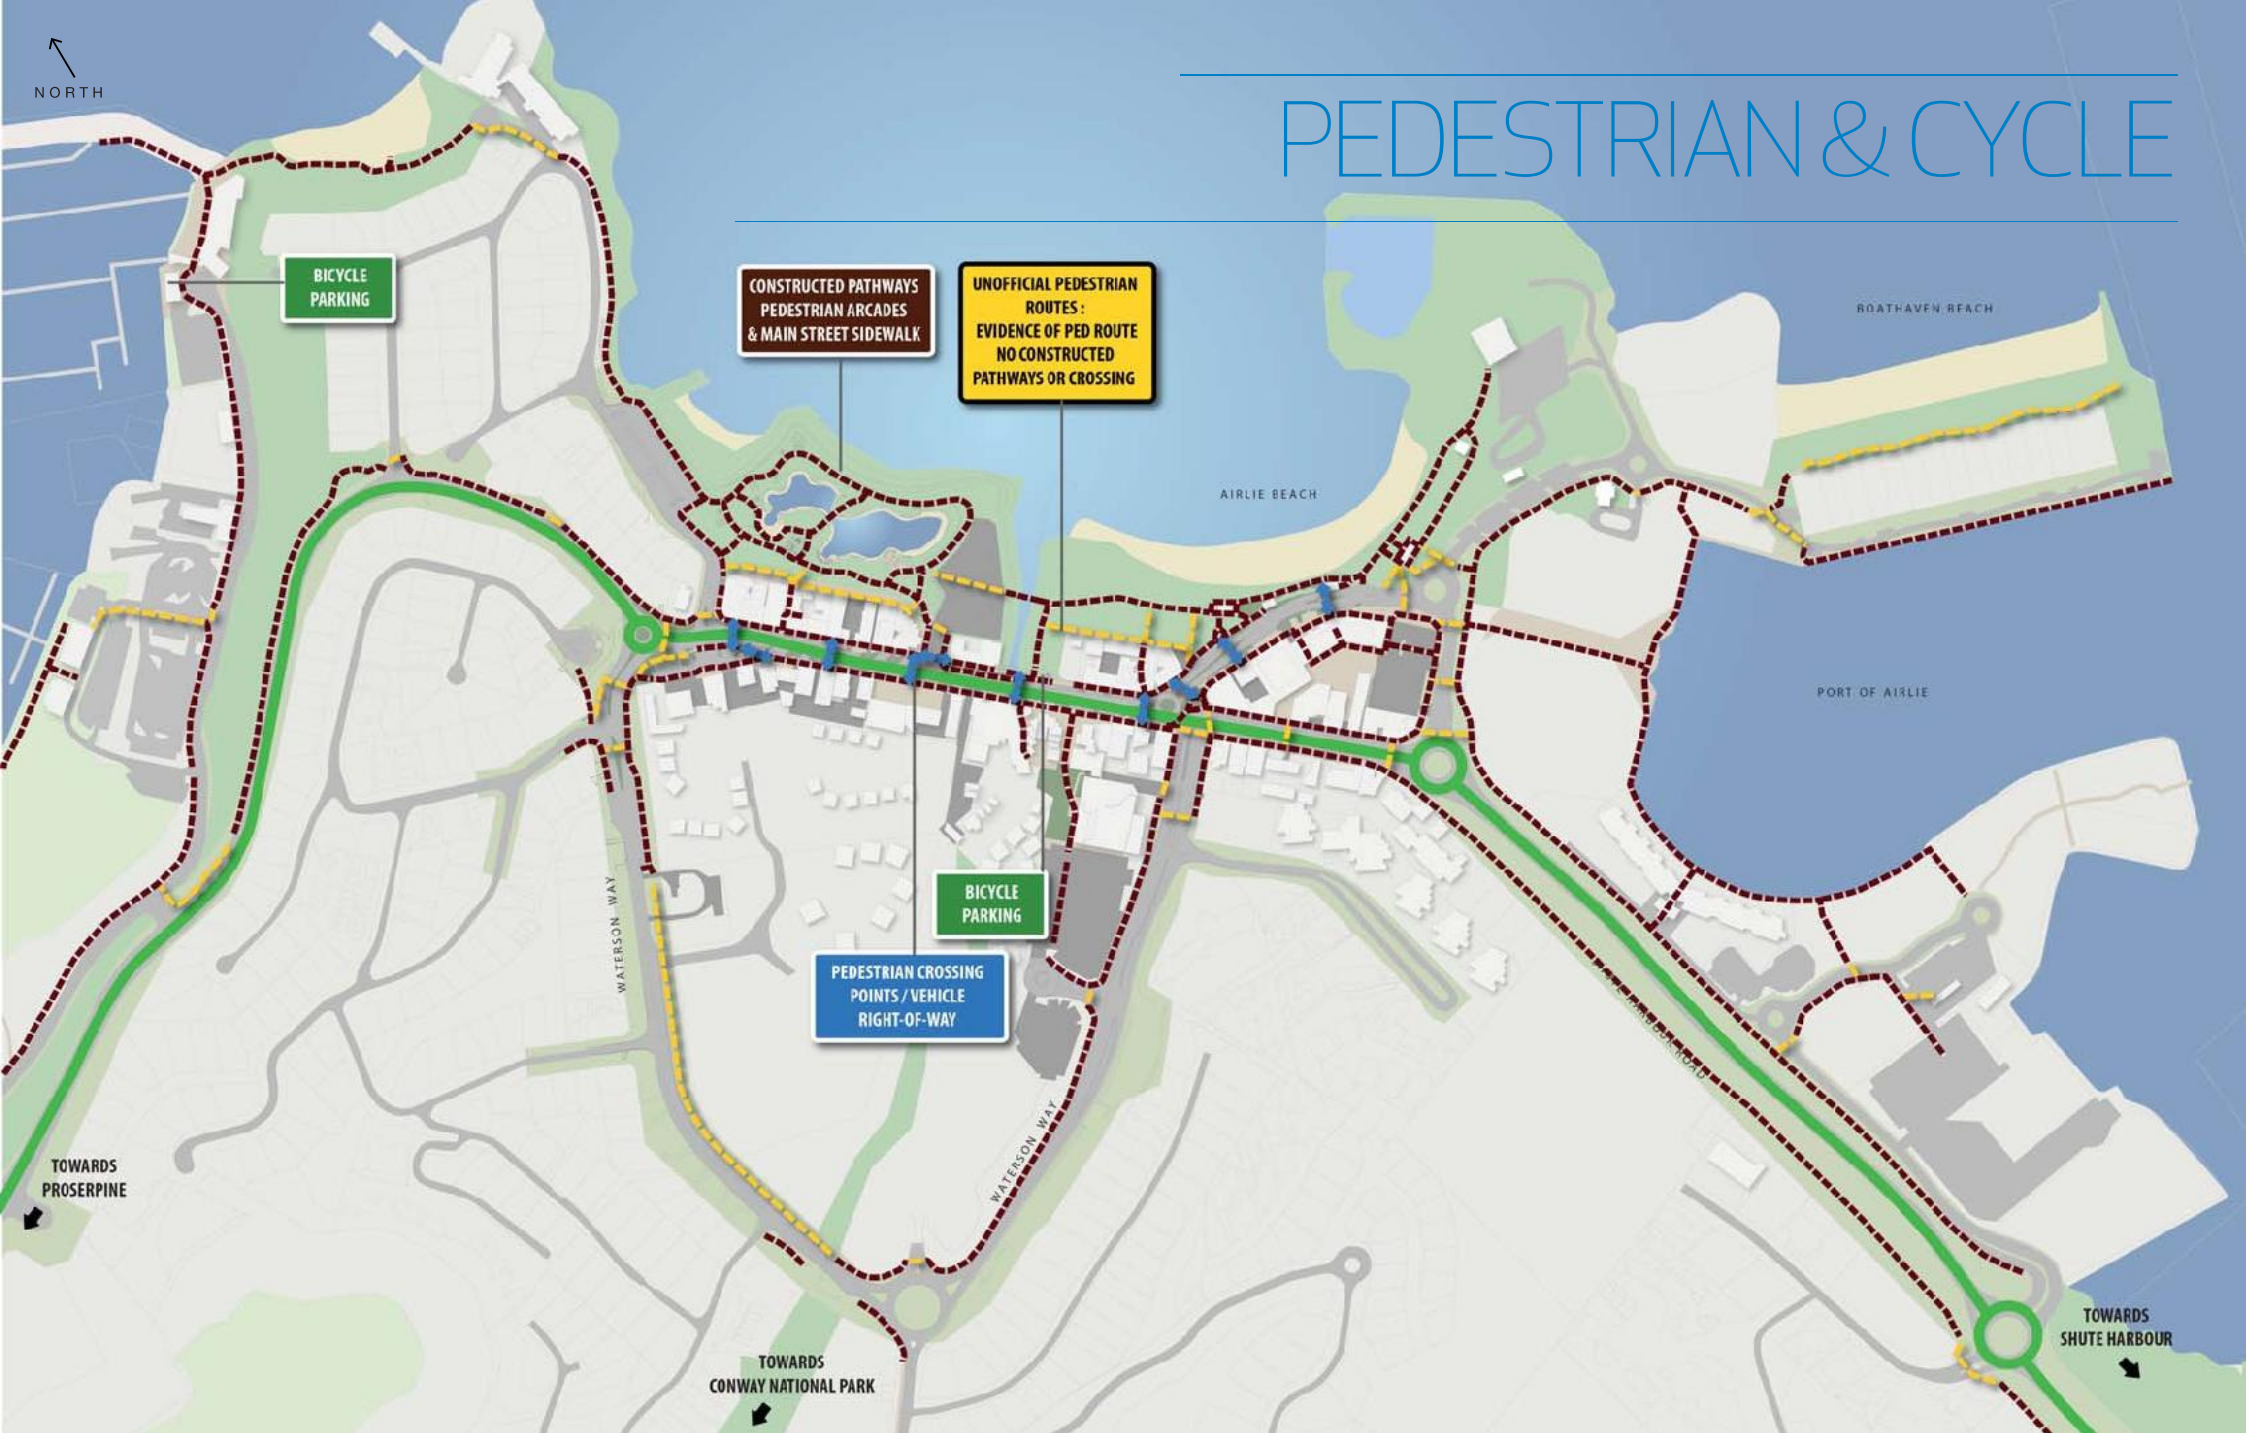 NORTH
PEDESTRIAN & CYCLE
BICYCLE
PARKING
CONSTRUCTED PATHWAYS
PEDESTRIAN ARCADES
& MAIN STREET SIDEWALK
UNOFFICIAL PEDESTRIAN
ROUTES :
EVIDENCE OF PED ROUTE
NO CONSTRUCTED
PATHWAYS OR CROSSING
BOATHAVEN BEACH
AIRLIE BEACH
PORT OF AIRLIE
WATERSON WAY
BICYCLE
PARKING
PEDESTRIAN CROSSING
POINTS / VEHICLE
RIGHT-OF-WAY
WATERSON WAY
HARBOUR ROAD
TOWARDS
PROSERPINE
TOWARDS
CONWAY NATIONAL PARK
TOWARDS
SHUTE HARBOUR